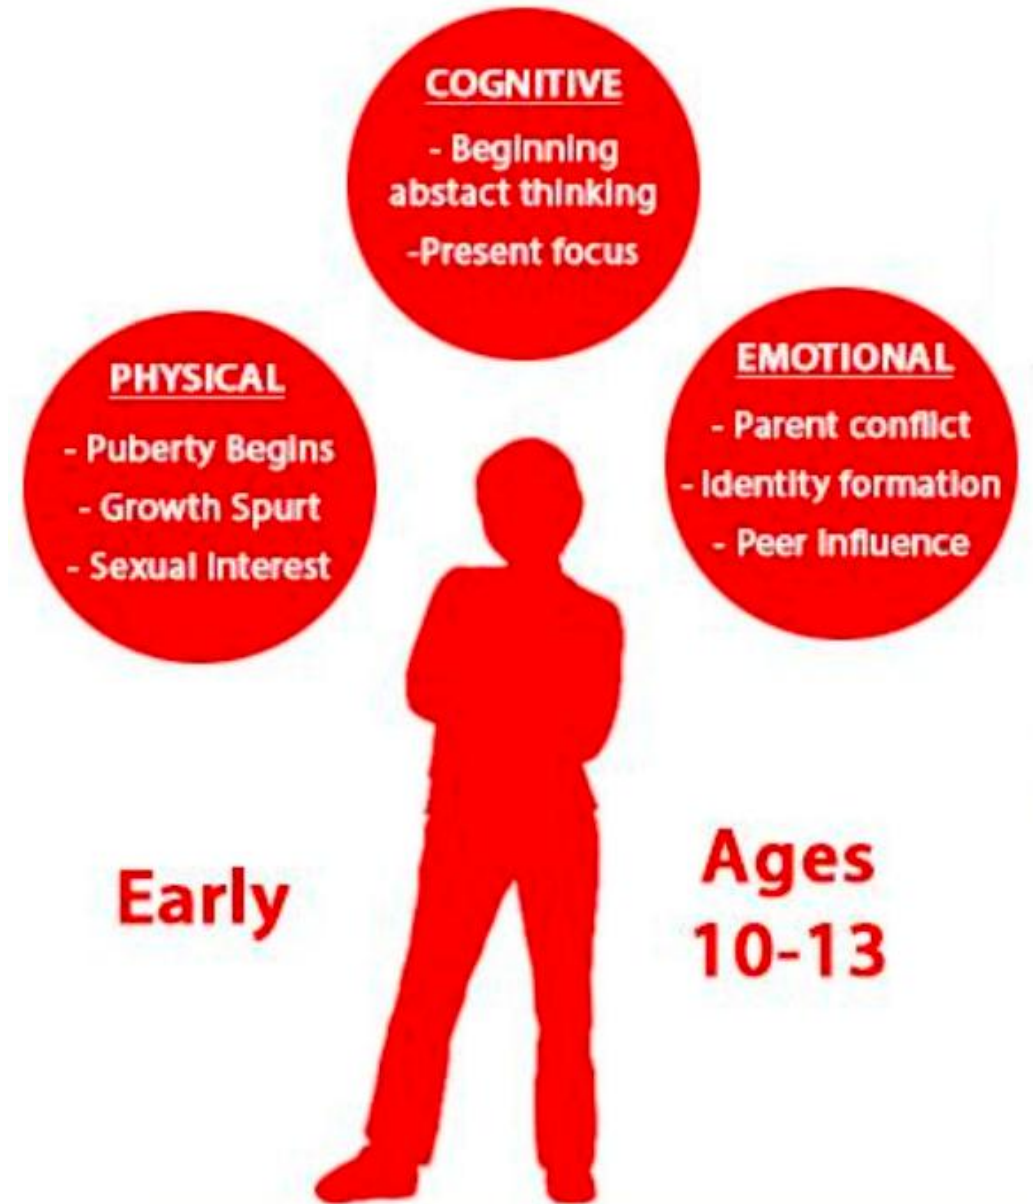 COGNITIVE
- Beginning
abstact thinking
-Present focus
PHYSICAL
- Puberty Begins
- Growth Spurt
- Sexual Interest
EMOTIONAL
- Parent conflict
- Identity formation
- Peer Influence
Early
Ages
10-13